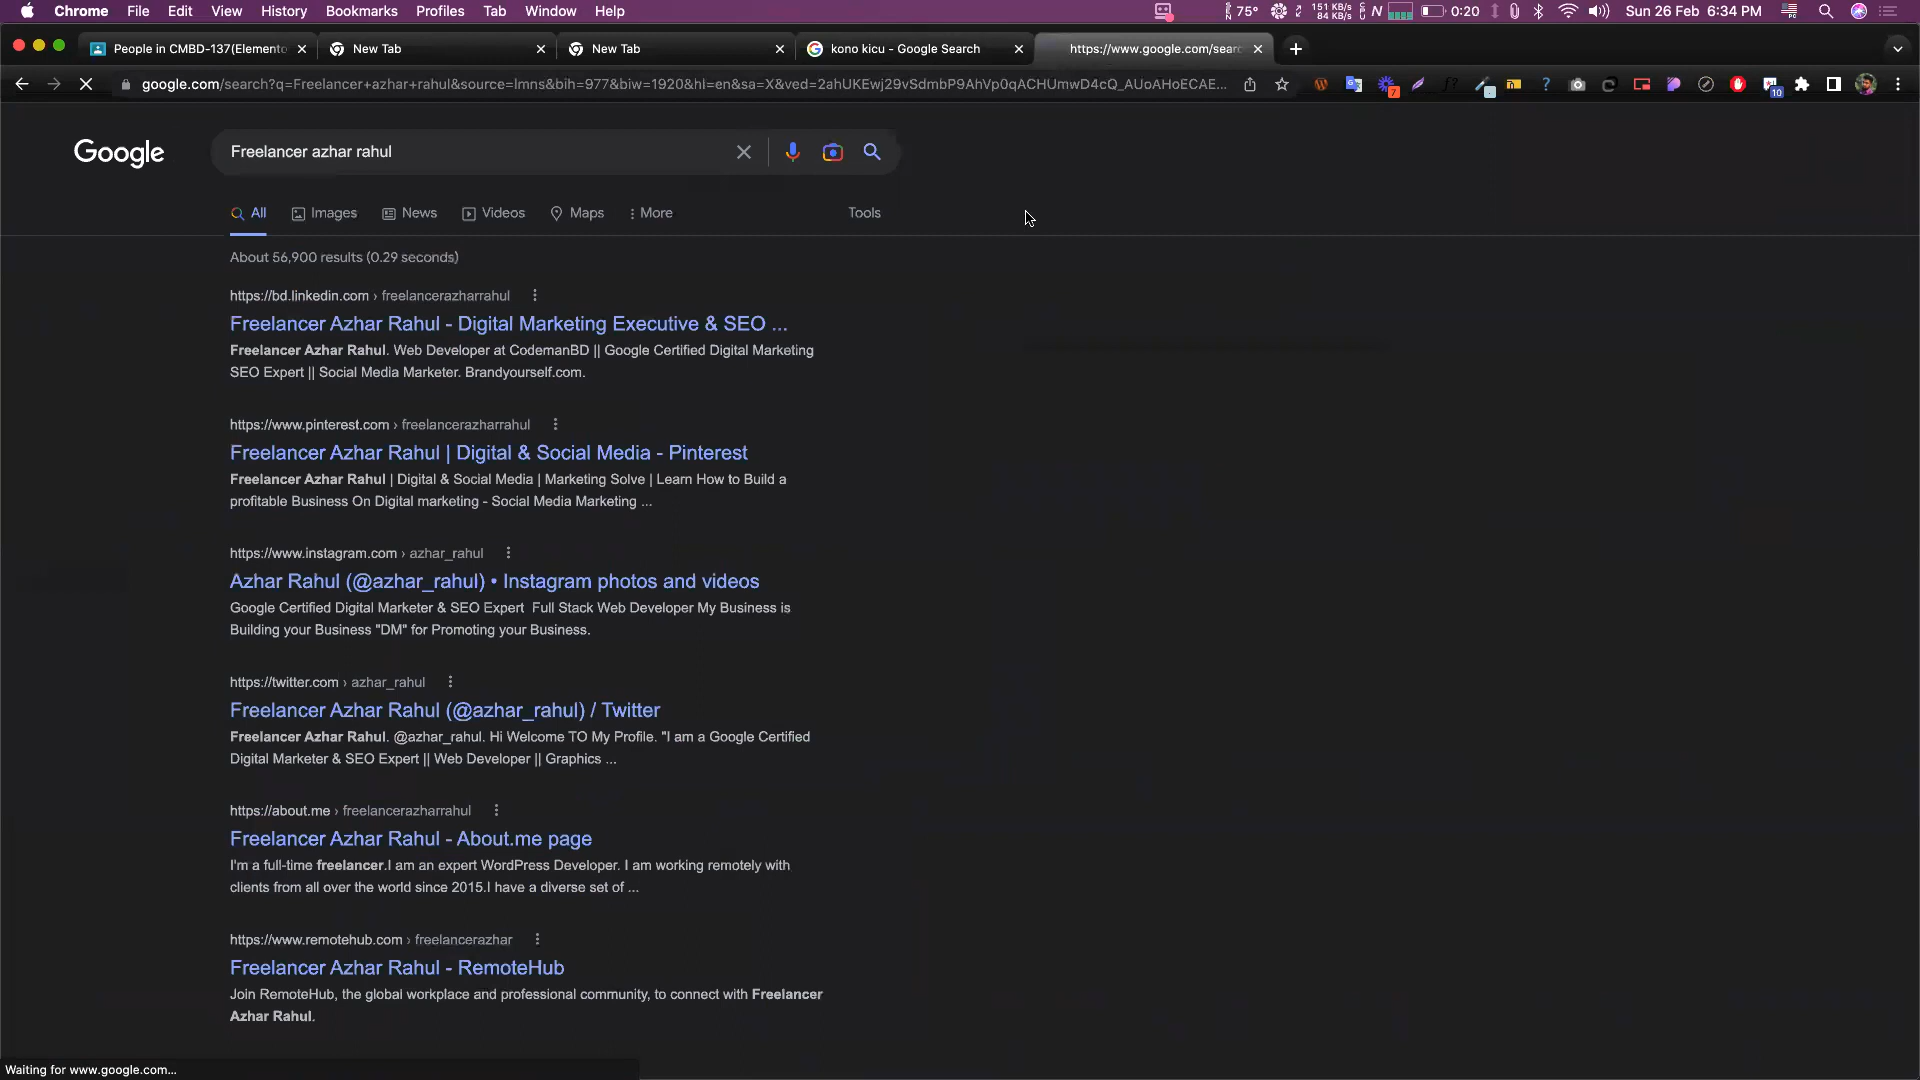 Chrome File Edit View History Bookmarks Profiles Tab Window Help 75° 151 KB/s 84 KB/s N 0:20 Sun 26 Feb 6:34 PM
People in CMBD-137(Elemento New Tab New Tab kono kicu - Google Search https://www.google.com/sear
google.com/search?q=Freelancer+azhar+rahul&source=lmns&bih=977&biw=1920&hl=en&sa=X&ved=2ahUKEwj29vSdmbP9AhVp0qACHUmwD4cQ_AUoAHoECAE... 7 10
Google Freelancer azhar rahul
All Images News Videos Maps More Tools
About 56,900 results (0.29 seconds)
https://bd.linkedin.com › freelancerazharrahul
Freelancer Azhar Rahul - Digital Marketing Executive & SEO ...
Freelancer Azhar Rahul. Web Developer at CodemanBD || Google Certified Digital Marketing
SEO Expert || Social Media Marketer. Brandyourself.com.
https://www.pinterest.com › freelancerazharrahul
Freelancer Azhar Rahul | Digital & Social Media - Pinterest
Freelancer Azhar Rahul | Digital & Social Media | Marketing Solve | Learn How to Build a
profitable Business On Digital marketing - Social Media Marketing ...
https://www.instagram.com › azhar_rahul
Azhar Rahul (@azhar_rahul) • Instagram photos and videos
Google Certified Digital Marketer & SEO Expert Full Stack Web Developer My Business is
Building your Business "DM" for Promoting your Business.
https://twitter.com › azhar_rahul
Freelancer Azhar Rahul (@azhar_rahul) / Twitter
Freelancer Azhar Rahul. @azhar_rahul. Hi Welcome TO My Profile. "I am a Google Certified
Digital Marketer & SEO Expert || Web Developer || Graphics ...
https://about.me › freelancerazharrahul
Freelancer Azhar Rahul - About.me page
I'm a full-time freelancer.I am an expert WordPress Developer. I am working remotely with
clients from all over the world since 2015.I have a diverse set of ...
https://www.remotehub.com › freelancerazhar
Freelancer Azhar Rahul - RemoteHub
Join RemoteHub, the global workplace and professional community, to connect with Freelancer
Azhar Rahul.
Waiting for www.google.com...